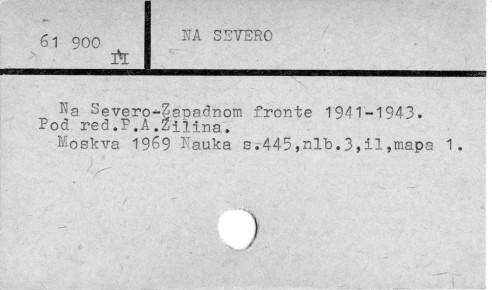 61 900
II
NA SEVERO
Na Severo-Zapadnom fronte 1941-1943.
Pod red.P.A.Žilina.
Moskva 1969 Nauka s.445,nlb.3,il,mapa 1.